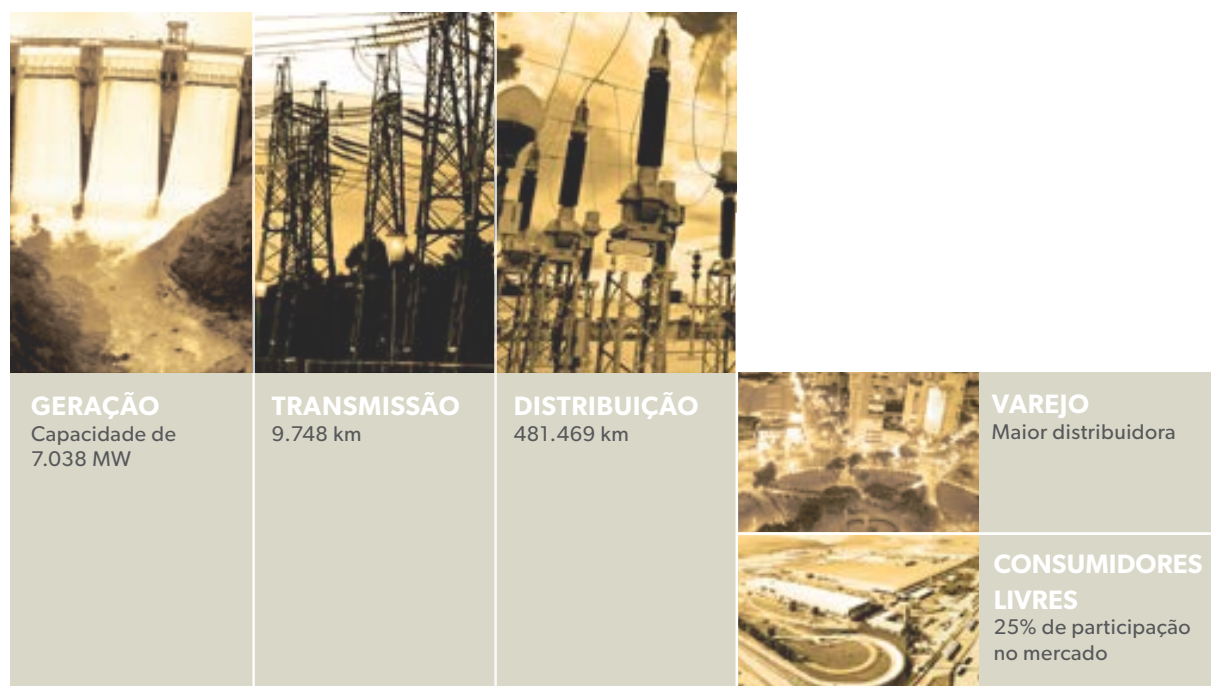 GERAÇÃO
Capacidade de
7.038 MW
TRANSMISSÃO
9.748 km
DISTRIBUIÇÃO
481.469 km
VAREJO
Maior distribuidora
CONSUMIDORES
LIVRES
25% de participação
no mercado